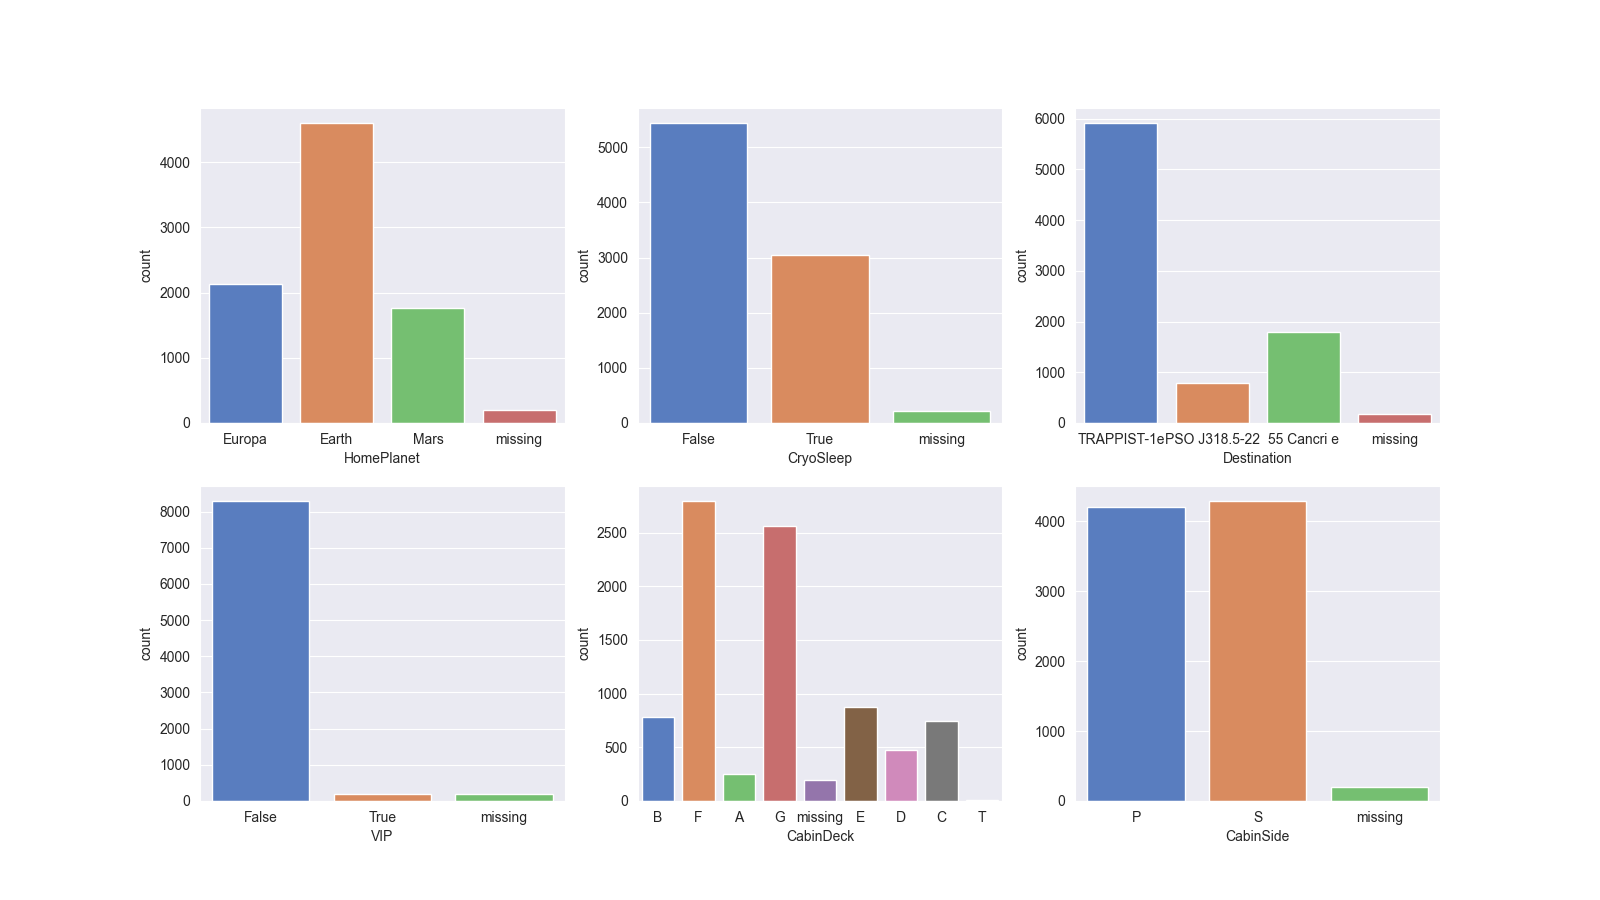 count
4000
3000
2000
1000
0
Europa Earth Mars missing
HomePlanet
count
5000
4000
3000
2000
1000
0
False True missing
CryoSleep
count
6000
5000
4000
3000
2000
1000
0
TRAPPIST-1e PSO J318.5-22 55 Cancri e missing
Destination
count
8000
7000
6000
5000
4000
3000
2000
1000
0
False True missing
VIP
count
2500
2000
1500
1000
500
0
B F A G missing E D C T
CabinDeck
count
4000
3000
2000
1000
0
P S missing
CabinSide